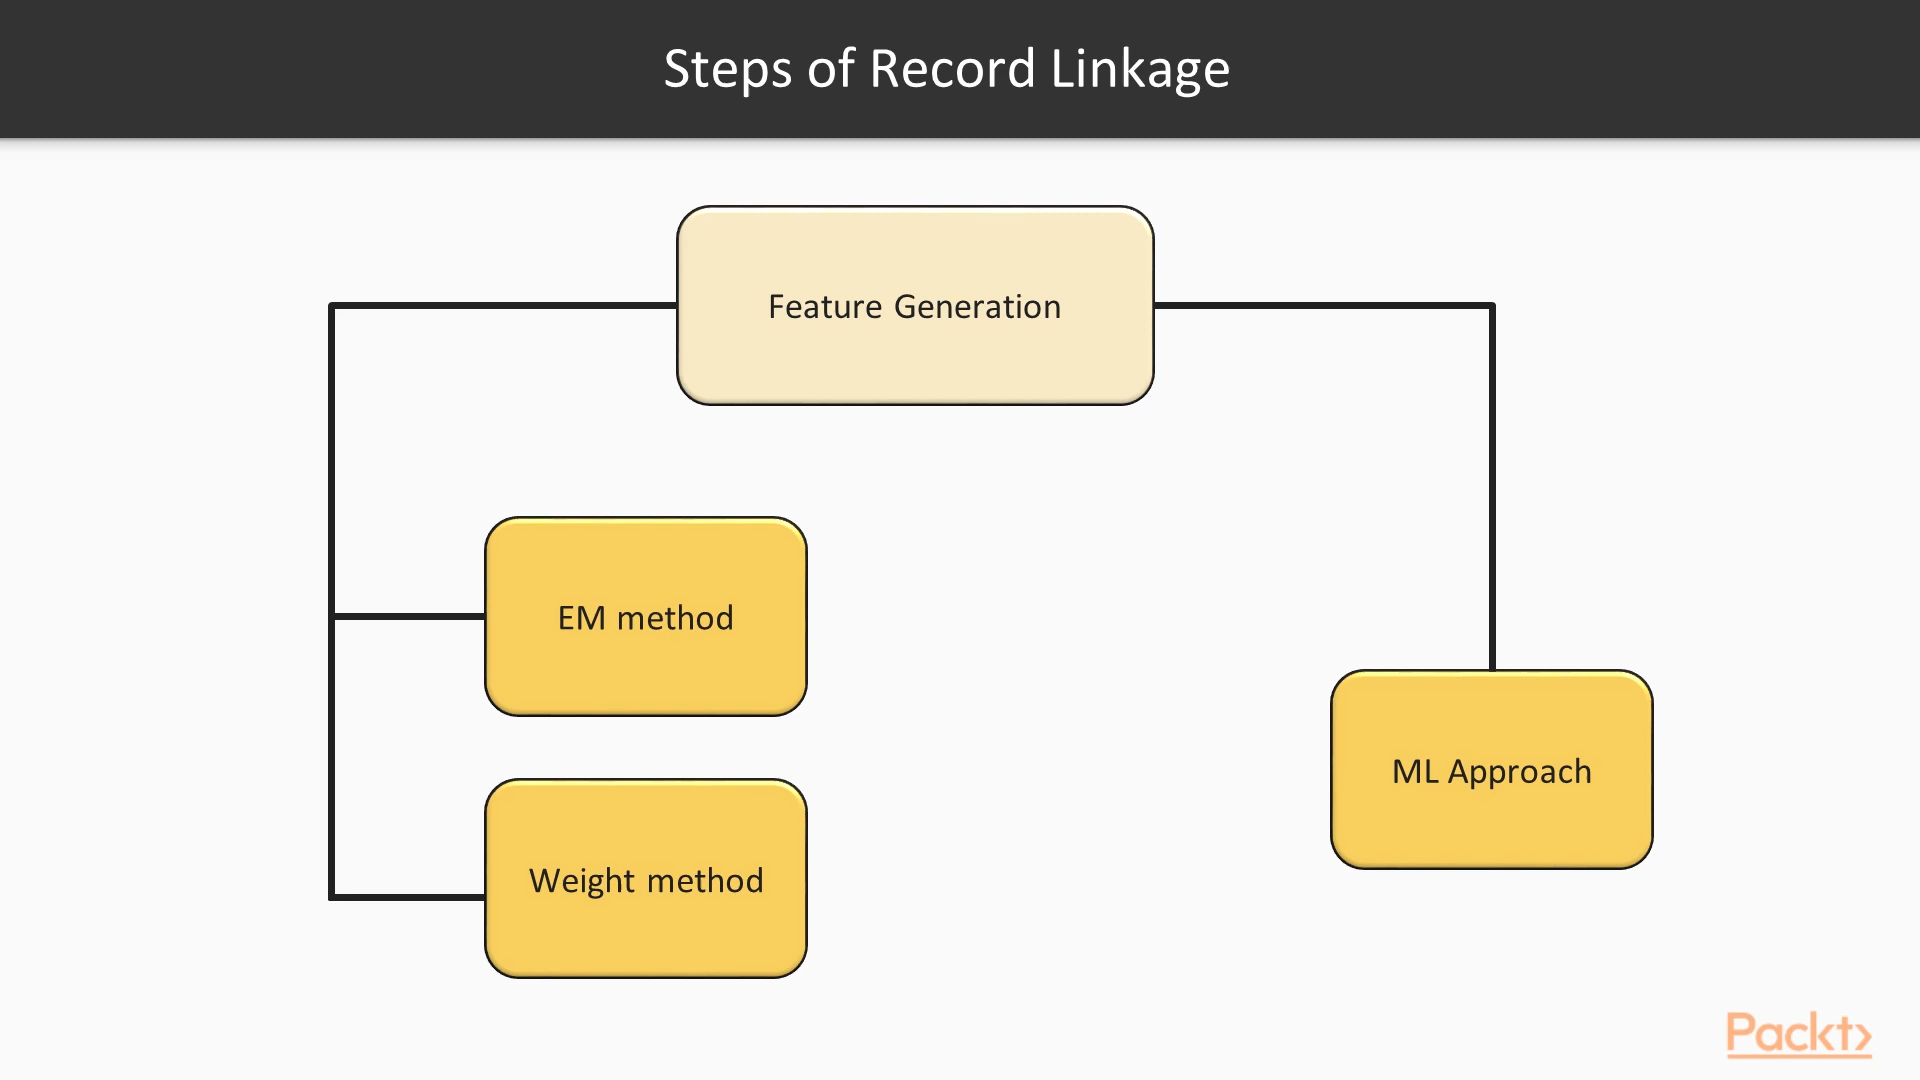 Steps of Record Linkage
Feature Generation
EM method
ML Approach
Weight method
Packt>